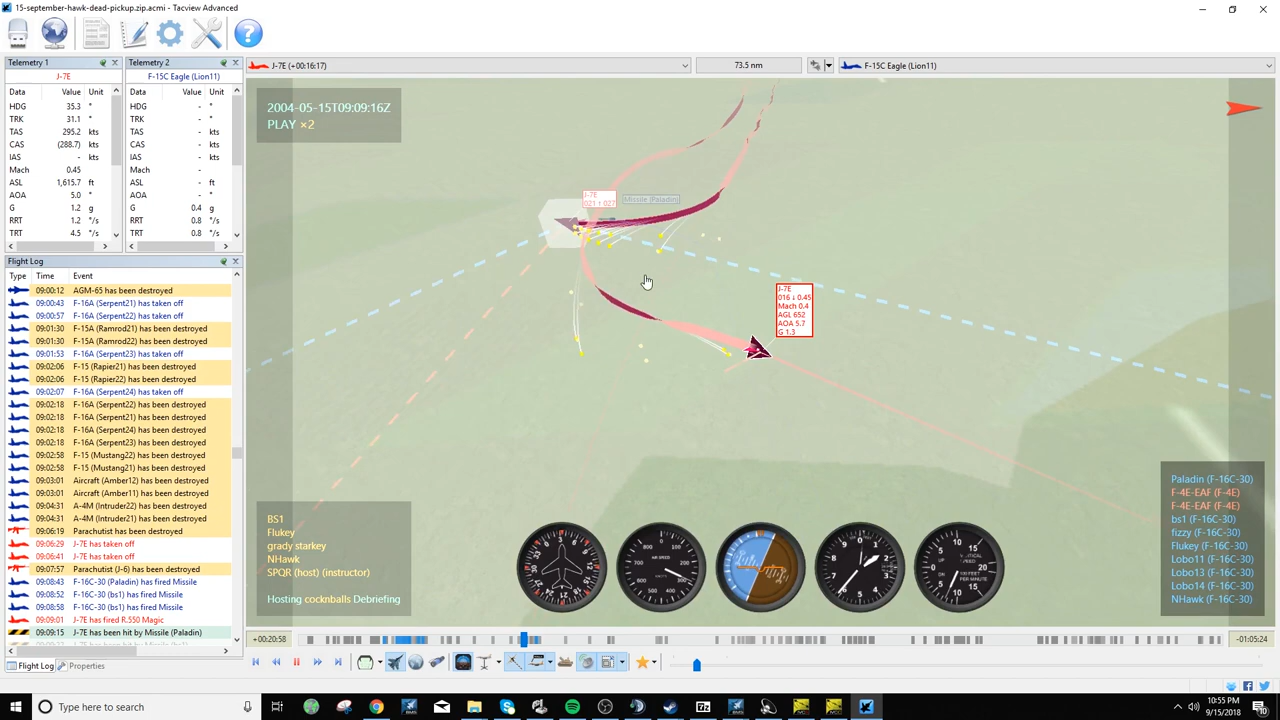 15-september-hawk-dead-pickup.zip.acmi - Tacview Advanced
Telemetry 1
Telemetry 2
J-7E (+00:16:17)
73.5 nm
F-15C Eagle (Lion11)
J-7E
F-15C Eagle (Lion11)
Data Value Unit
Data Value Unit
HDG 35.3 °
HDG - °
TRK 31.1 °
TRK - °
TAS 295.2 kts
TAS - kts
CAS (288.7) kts
CAS - kts
IAS - kts
IAS - kts
Mach 0.45
Mach -
ASL 1,615.7 ft
ASL - ft
AOA 5.0 °
AOA - °
G 1.2 g
G 0.4 g
RRT 1.2 °/s
RRT 0.8 °/s
TRT 4.5 °/s
TRT 0.8 °/s
Flight Log
Type Time Event
09:00:12 AGM-65 has been destroyed
09:00:43 F-16A (Serpent21) has taken off
09:00:57 F-16A (Serpent22) has taken off
09:01:30 F-15A (Ramrod21) has been destroyed
09:01:30 F-15A (Ramrod22) has been destroyed
09:01:53 F-16A (Serpent23) has taken off
09:02:06 F-15 (Rapier21) has been destroyed
09:02:06 F-15 (Rapier22) has been destroyed
09:02:07 F-16A (Serpent24) has taken off
09:02:18 F-16A (Serpent22) has been destroyed
09:02:18 F-16A (Serpent21) has been destroyed
09:02:18 F-16A (Serpent24) has been destroyed
09:02:18 F-16A (Serpent23) has been destroyed
09:02:58 F-15 (Mustang22) has been destroyed
09:02:58 F-15 (Mustang21) has been destroyed
09:03:01 Aircraft (Amber12) has been destroyed
09:03:01 Aircraft (Amber11) has been destroyed
09:04:31 A-4M (Intruder22) has been destroyed
09:04:31 A-4M (Intruder21) has been destroyed
09:06:19 Parachutist has been destroyed
09:06:29 J-7E has taken off
09:06:41 J-7E has taken off
09:07:57 Parachutist (J-6) has been destroyed
09:08:43 F-16C-30 (Paladin) has fired Missile
09:08:52 F-16C-30 (bs1) has fired Missile
09:08:58 F-16C-30 (bs1) has fired Missile
J-7E has fired R.550 Magic
09:09:15 J-7E has been hit by Missile (Paladin)
Flight Log
Properties
2004-05-15T09:09:16Z
PLAY ×2
J-7E
021 ↑ 027
Missile (Paladin)
J-7E
016 ↓ 0.45
Mach 0.4
AGL 652
AOA 5.7
G 1.3
BS1
Flukey
grady starkey
NHawk
SPQR (host) (instructor)
Hosting cocknballs Debriefing
Paladin (F-16C-30)
F-4E-EAF (F-4E)
F-4E-EAF (F-4E)
bs1 (F-16C-30)
fizzy (F-16C-30)
Flukey (F-16C-30)
Lobo11 (F-16C-30)
Lobo13 (F-16C-30)
Lobo14 (F-16C-30)
NHawk (F-16C-30)
+00:20:58
-01:05:24
Type here to search
10:55 PM
9/15/2018